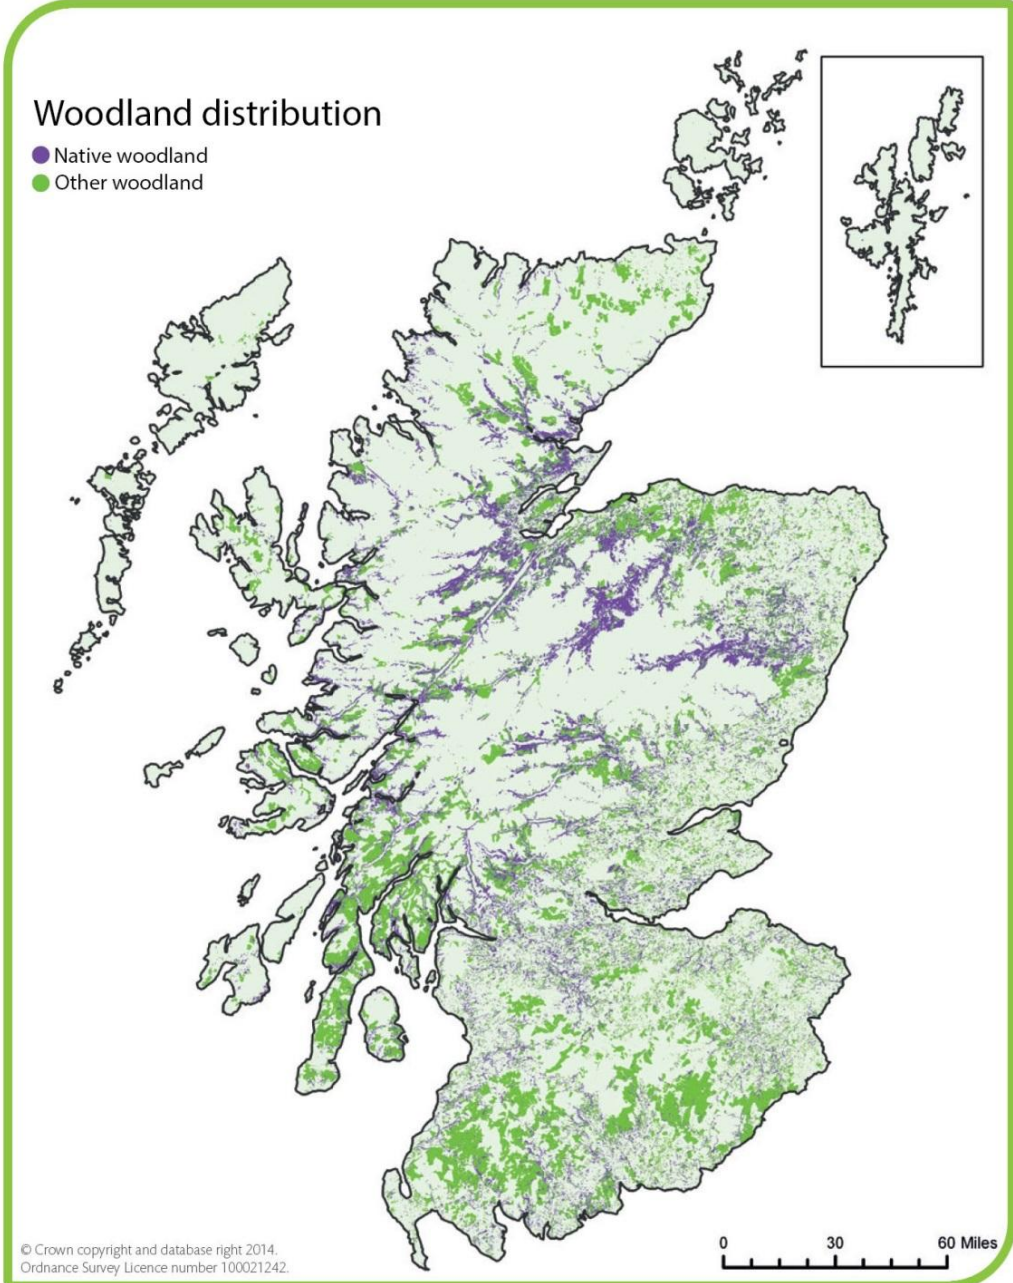 Woodland distribution
Native woodland
Other woodland
© Crown copyright and database right 2014.
Ordnance Survey Licence number 100021242.
0 30 60 Miles